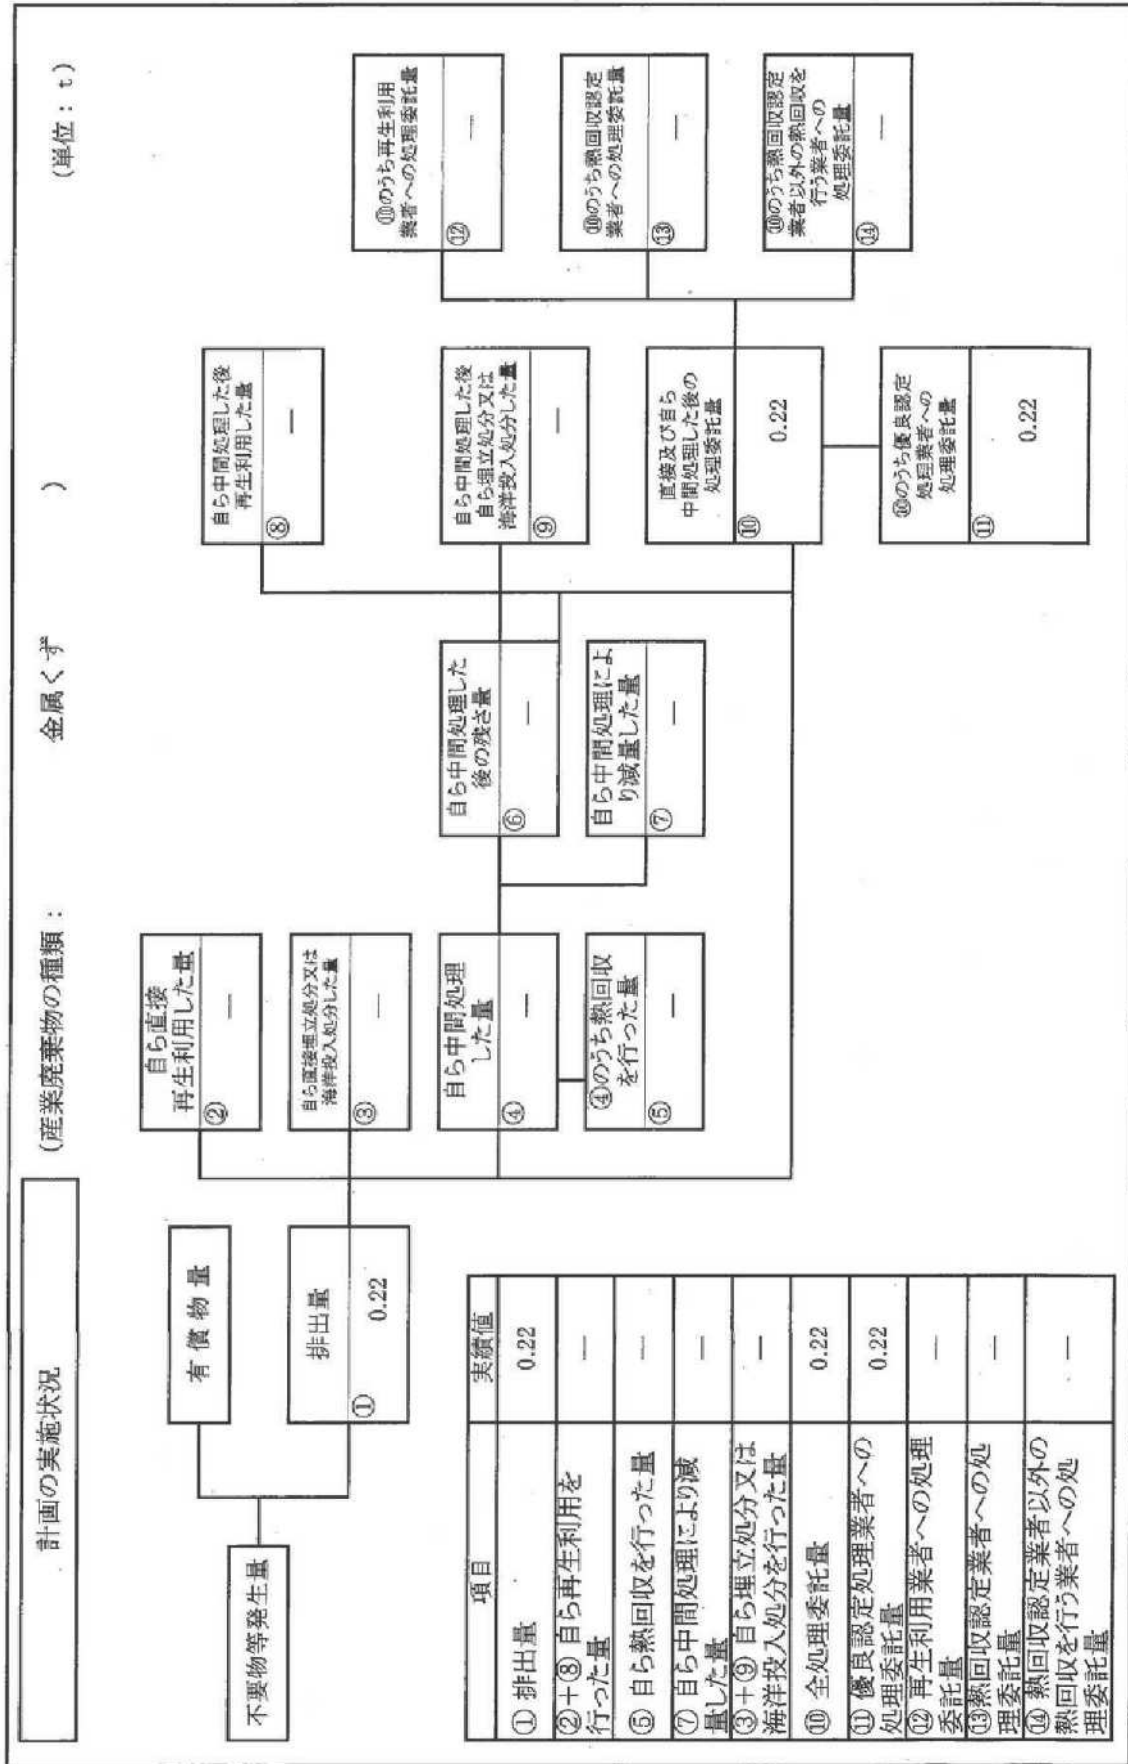 計画の実施状況
(産業廃棄物の種類： 金属くず )
(単位：t)
不要物等発生量
有償物量
排出量
①
0.22
自ら直接
再生利用した量
②
―
自ら直接埋立処分又は
海洋投入処分した量
③
―
自ら中間処理
した量
④
―
④のうち熱回収
を行った量
⑤
―
自ら中間処理した
後の残さ量
⑥
―
自ら中間処理によ
り減量した量
⑦
―
自ら中間処理した後
再生利用した量
⑧
―
自ら中間処理した後
自ら埋立処分又は
海洋投入処分した量
⑨
―
直接及び自ら
中間処理した後の
処理委託量
⑩
0.22
⑩のうち優良認定
処理業者への
処理委託量
⑪
0.22
のうち再生利用
業者への処理委託量
⑫
―
⑩のうち熱回収認定
業者への処理委託量
⑬
―
⑩のうち熱回収認定
業者以外の熱回収を
行う業者への
処理委託量
⑭
―
項目 実績値
① 排出量 0.22
②+⑧ 自ら再生利用を
行った量 ―
⑤ 自ら熱回収を行った量 ―
⑦ 自ら中間処理により減
量した量 ―
③+⑨ 自ら埋立処分又は
海洋投入処分を行った量 ―
⑩ 全処理委託量 0.22
⑪ 優良認定処理業者への
処理委託量 0.22
⑫ 再生利用業者への処理
委託量 ―
⑬熱回収認定業者への処
理委託量 ―
⑭ 熱回収認定業者以外の
熱回収を行う業者への処
理委託量 ―